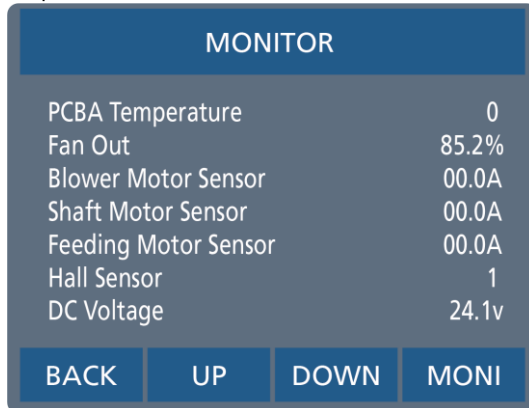 MONITOR
PCBA Temperature 0
Fan Out 85.2%
Blower Motor Sensor 00.0A
Shaft Motor Sensor 00.0A
Feeding Motor Sensor 00.0A
Hall Sensor 1
DC Voltage 24.1v
BACK UP DOWN MONI